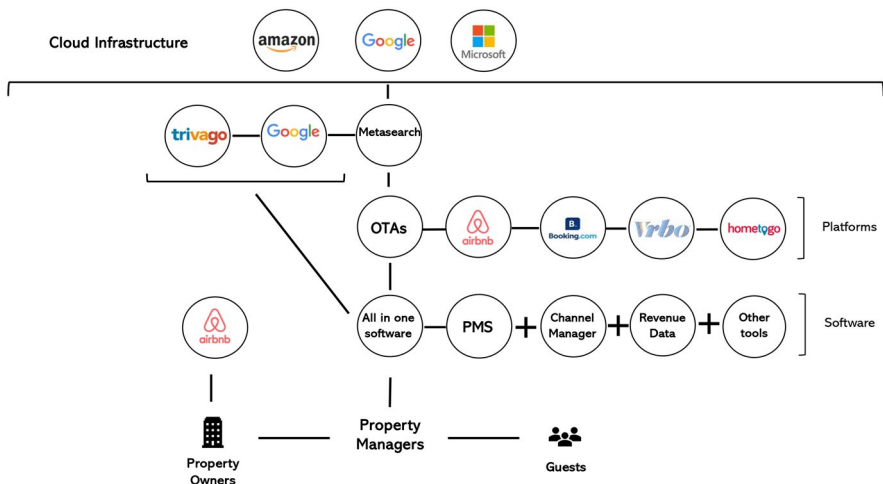 Cloud Infrastructure
amazon
Google
Microsoft
trivago
Google
Metasearch
OTAs
airbnb
B.
Booking.com
Vrbo
hometogo
Platforms
airbnb
All in one
software
PMS
Channel
Manager
Revenue
Data
Other
tools
Software
Property
Managers
Property
Owners
Guests